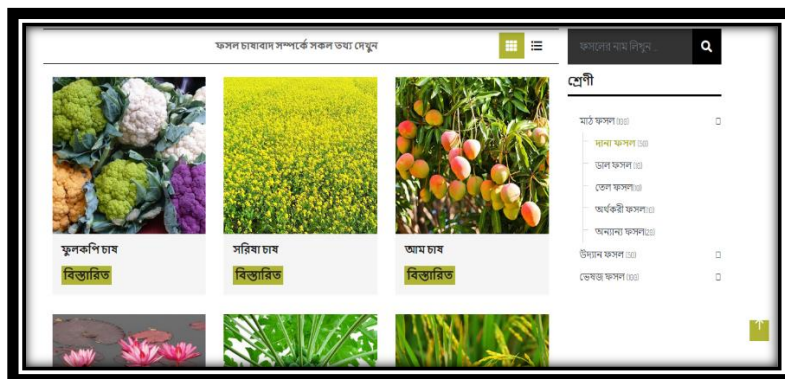 ফসল চাষাবাদ সম্পর্কে সকল তথ্য দেখুন
ফুলকপি চাষ
বিস্তারিত
সরিষা চাষ
বিস্তারিত
আম চাষ
বিস্তারিত
ফসলের নাম লিখুন...
শ্রেণী
মাঠ ফসল
দানা ফসল
ডাল ফসল
তেল ফসল
অর্থকরী ফসল
অন্যান্য ফসল
উদ্যান ফসল
ভেষজ ফসল